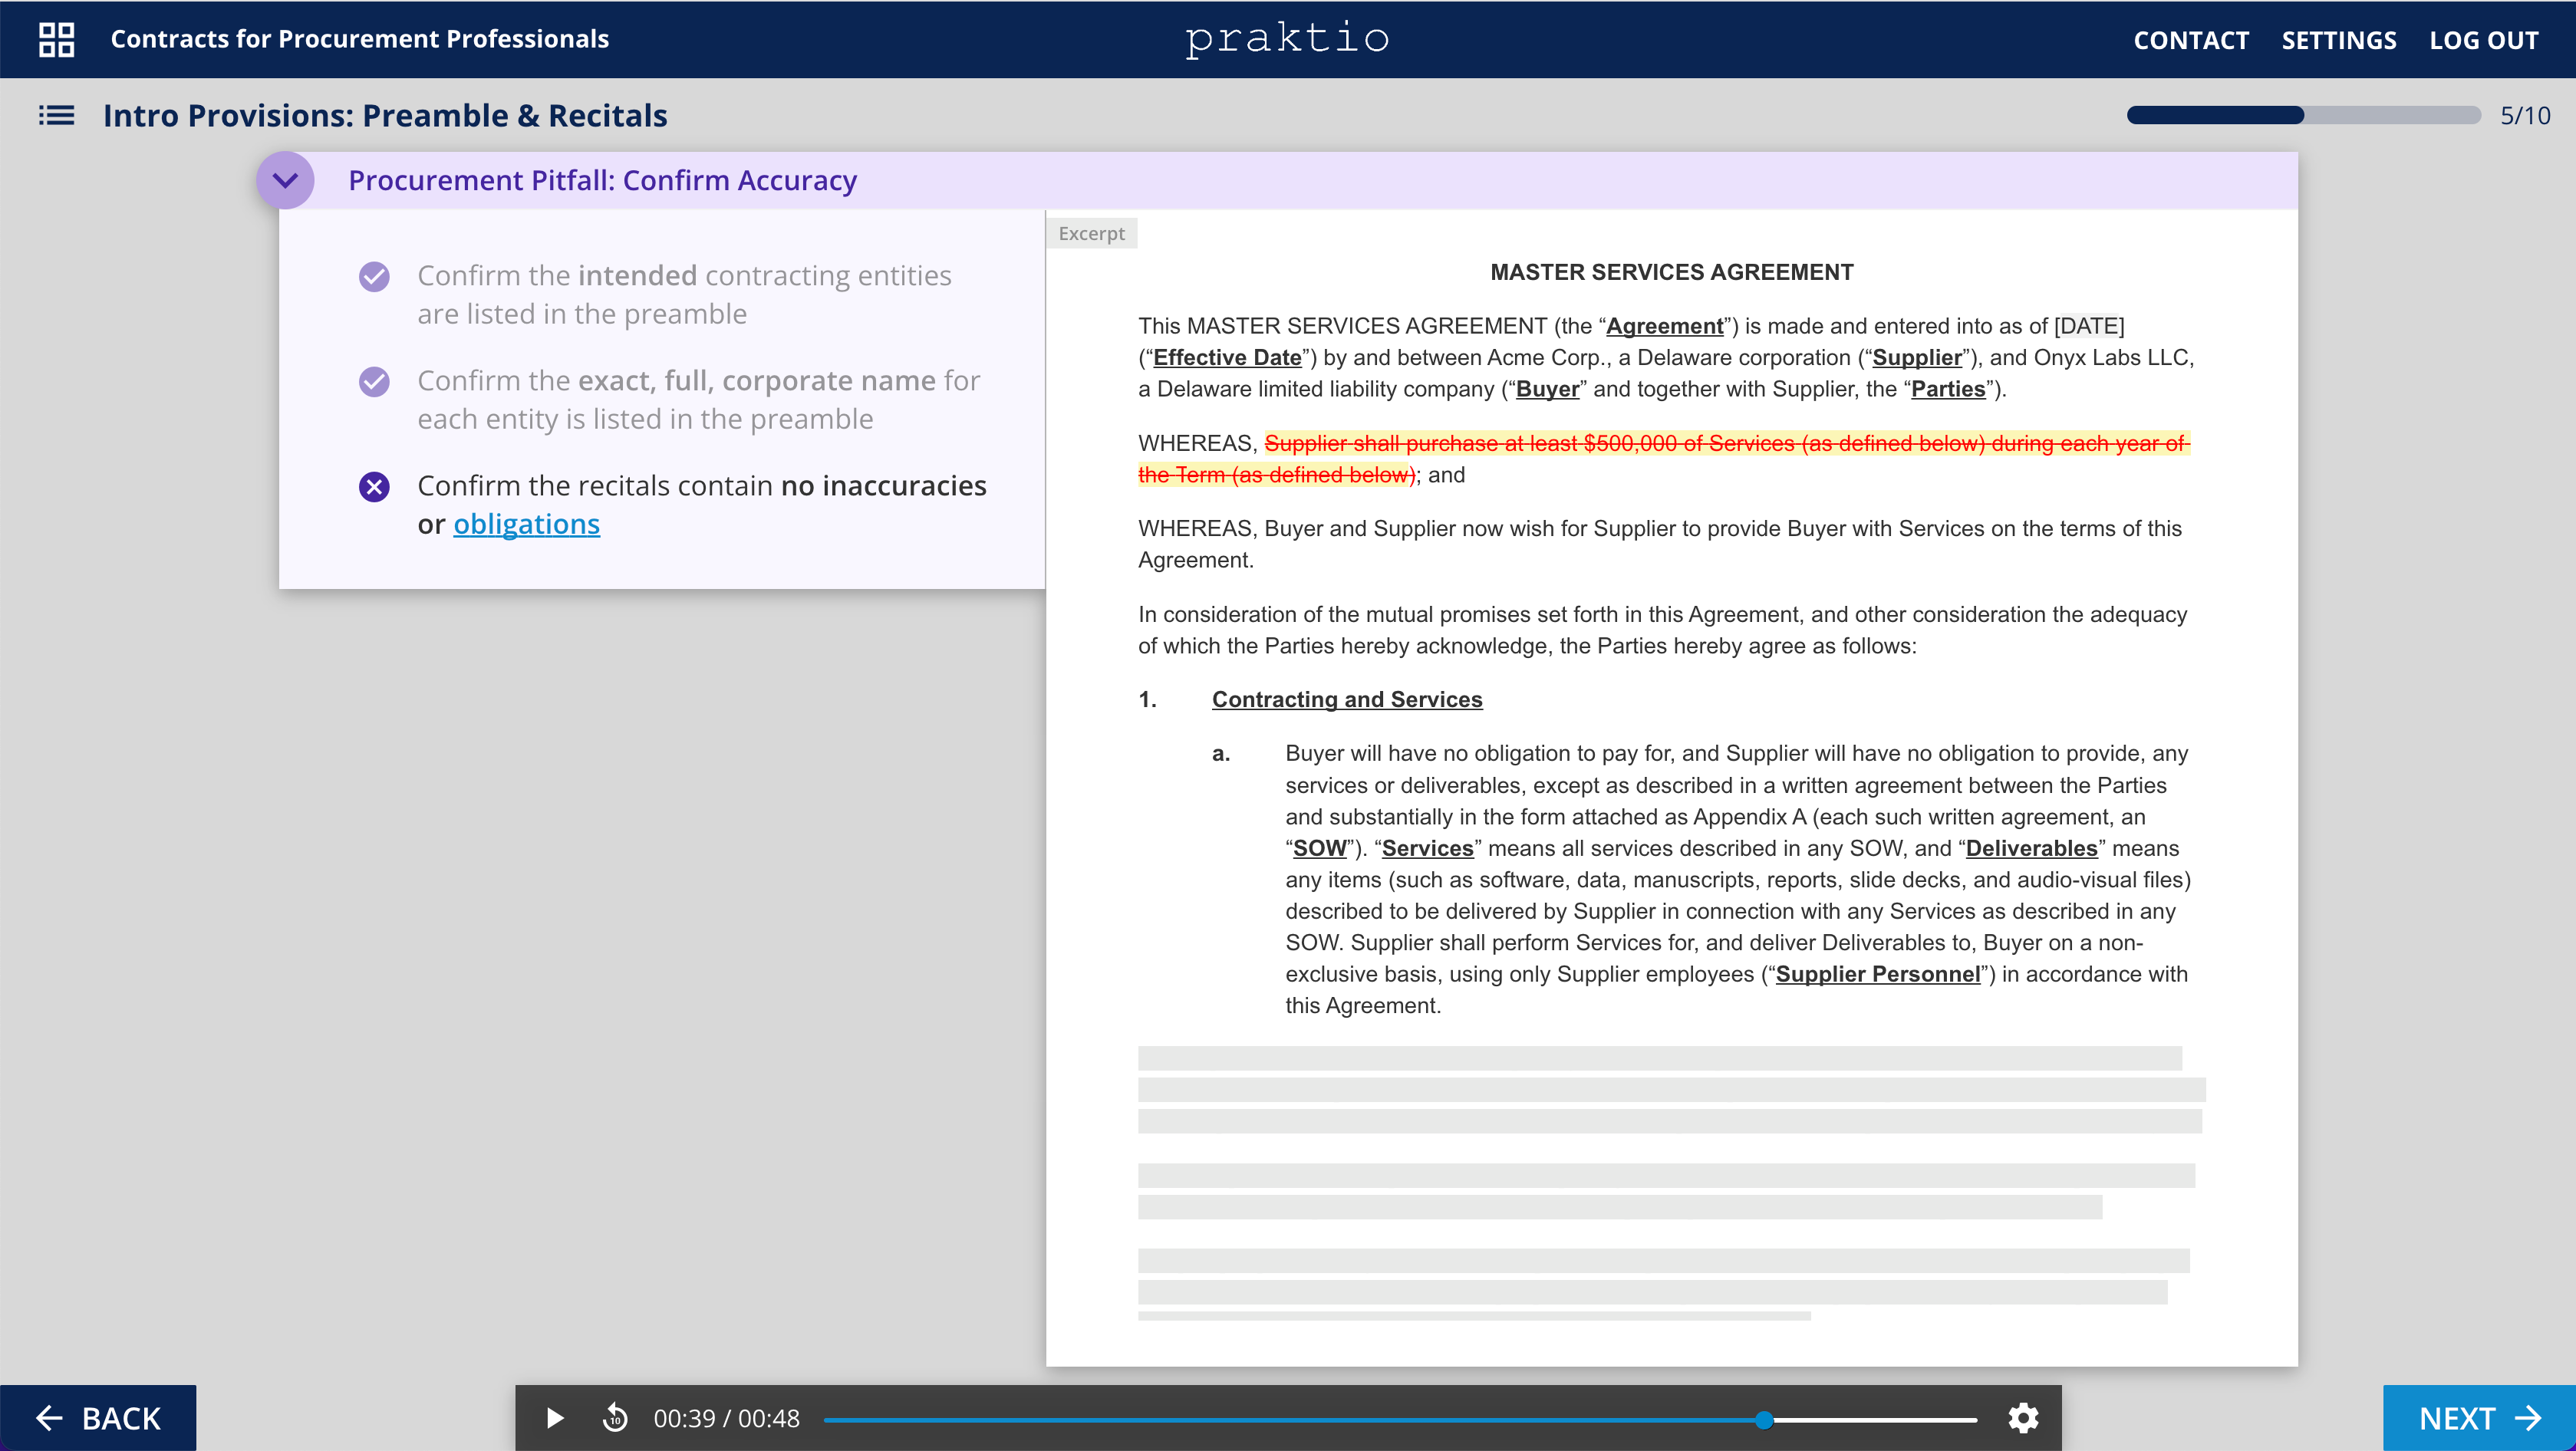 Contracts for Procurement Professionals
praktio
CONTACT SETTINGS LOG OUT
Intro Provisions: Preamble & Recitals
5/10
Procurement Pitfall: Confirm Accuracy
Confirm the intended contracting entities
are listed in the preamble
Confirm the exact, full, corporate name for
each entity is listed in the preamble
Confirm the recitals contain no inaccuracies
or obligations
Excerpt
MASTER SERVICES AGREEMENT
This MASTER SERVICES AGREEMENT (the “Agreement”) is made and entered into as of [DATE]
(“Effective Date”) by and between Acme Corp., a Delaware corporation (“Supplier”), and Onyx Labs LLC,
a Delaware limited liability company (“Buyer” and together with Supplier, the “Parties”).
WHEREAS, Supplier shall purchase at least $500,000 of Services (as defined below) during each year of
the Term (as defined below); and
WHEREAS, Buyer and Supplier now wish for Supplier to provide Buyer with Services on the terms of this
Agreement.
In consideration of the mutual promises set forth in this Agreement, and other consideration the adequacy
of which the Parties hereby acknowledge, the Parties hereby agree as follows:
1. Contracting and Services
a. Buyer will have no obligation to pay for, and Supplier will have no obligation to provide, any
services or deliverables, except as described in a written agreement between the Parties
and substantially in the form attached as Appendix A (each such written agreement, an
“SOW”). “Services” means all services described in any SOW, and “Deliverables” means
any items (such as software, data, manuscripts, reports, slide decks, and audio-visual files)
described to be delivered by Supplier in connection with any Services as described in any
SOW. Supplier shall perform Services for, and deliver Deliverables to, Buyer on a non-
exclusive basis, using only Supplier employees (“Supplier Personnel”) in accordance with
this Agreement.
BACK
10
00:39 / 00:48
NEXT